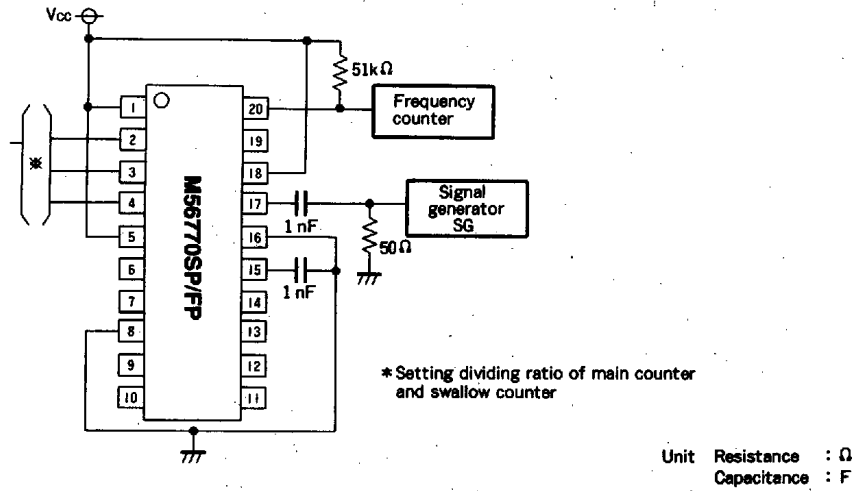 Vcc
51kΩ
Frequency
counter
1
2
3
4
5
6
7
8
9
10
20
19
18
17
16
15
14
13
12
11
M56770SP/FP
※
Signal
generator
SG
1 nF
50Ω
1 nF
*Setting dividing ratio of main counter
and swallow counter
Unit Resistance : Ω
Capacitance : F